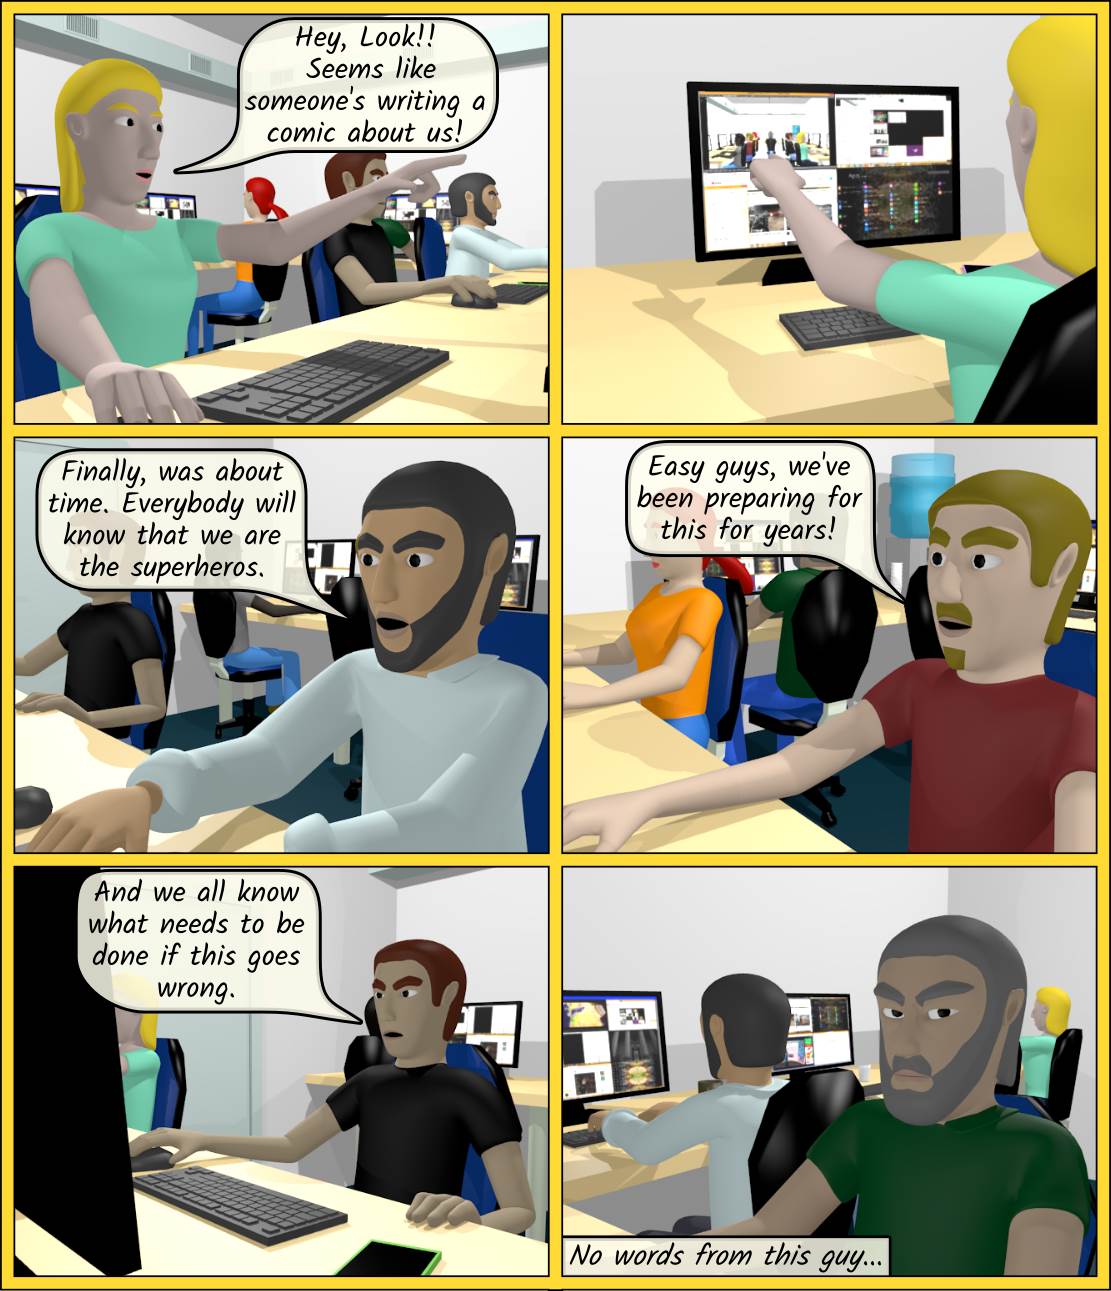 Hey, Look!!
Seems like
someone's writing a
comic about us!
Finally, was about
time. Everybody will
know that we are
the superheros.
Easy guys, we've
been preparing for
this for years!
And we all know
what needs to be
done if this goes
wrong.
No words from this guy...